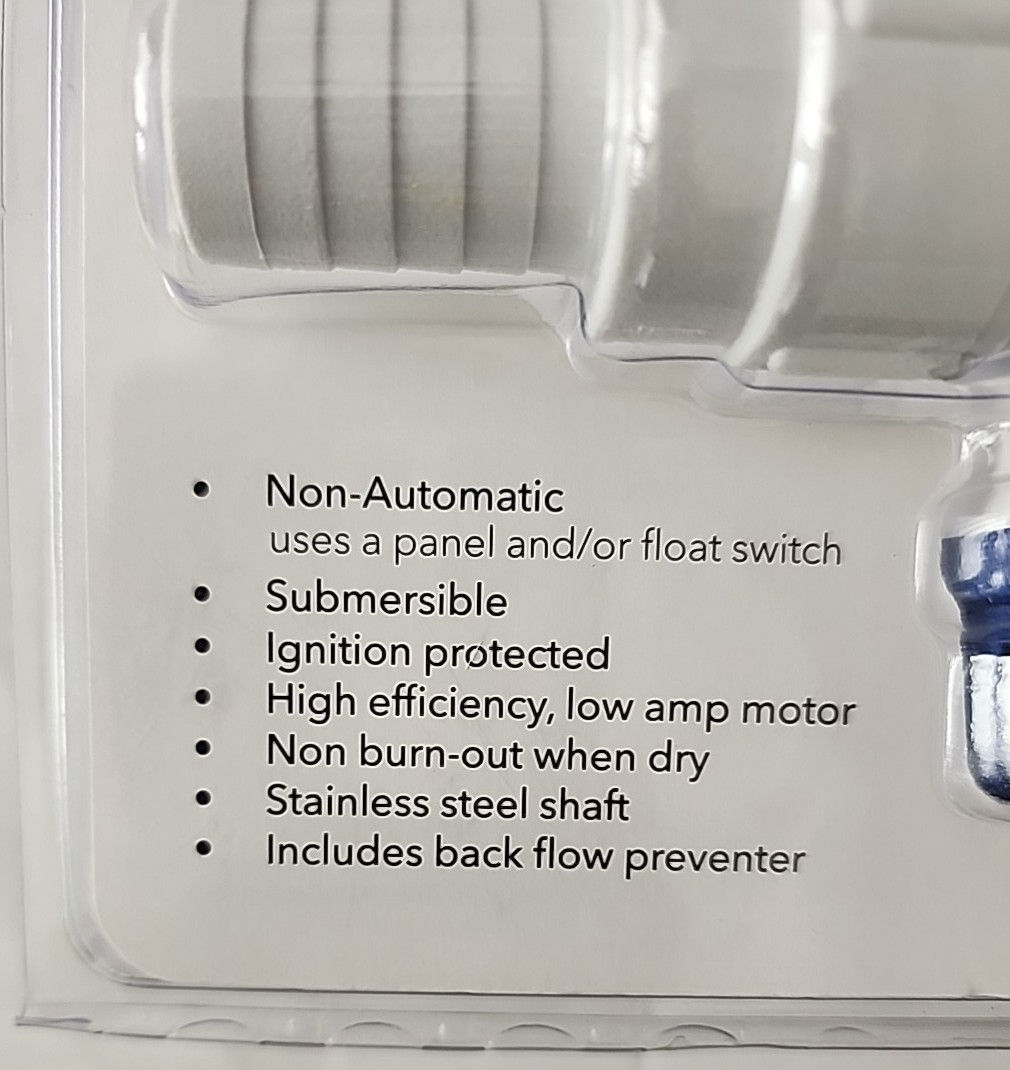 • Non-Automatic
uses a panel and/or float switch
• Submersible
• Ignition protected
• High efficiency, low amp motor
• Non burn-out when dry
• Stainless steel shaft
• Includes back flow preventer